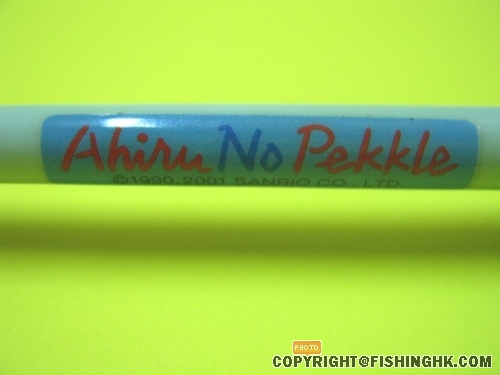 Ahiru No Pekkle
©1990, 2001 SANRIO CO., LTD.
PHOTO
COPYRIGHT@FISHINGHK.COM